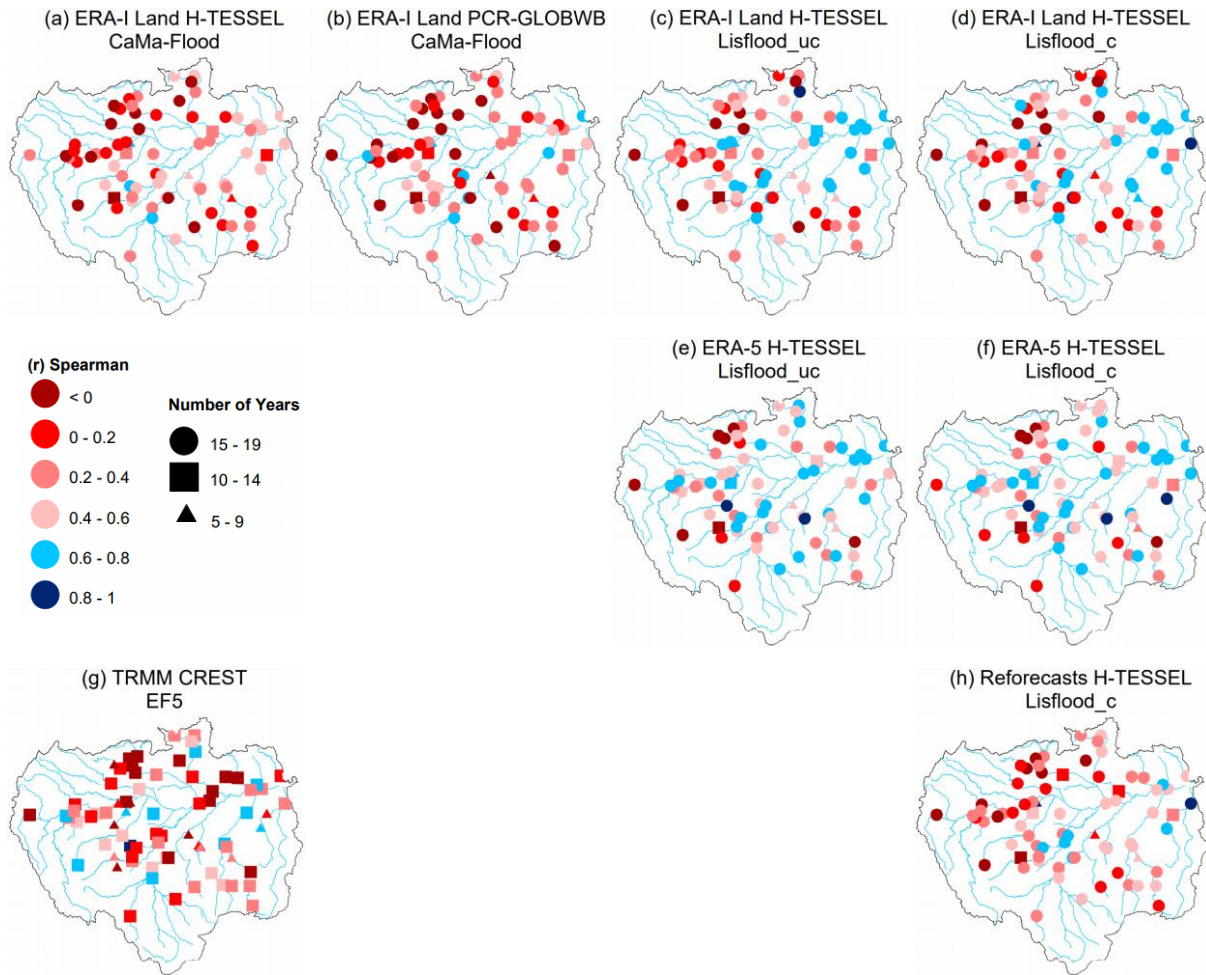 (a) ERA-I Land H-TESSEL
CaMa-Flood
(b) ERA-I Land PCR-GLOBWB
CaMa-Flood
(c) ERA-I Land H-TESSEL
Lisflood_uc
(d) ERA-I Land H-TESSEL
Lisflood_c
(r) Spearman
< 0
0 - 0.2
0.2 - 0.4
0.4 - 0.6
0.6 - 0.8
0.8 - 1
Number of Years
15 - 19
10 - 14
5 - 9
(e) ERA-5 H-TESSEL
Lisflood_uc
(f) ERA-5 H-TESSEL
Lisflood_c
(g) TRMM CREST
EF5
(h) Reforecasts H-TESSEL
Lisflood_c